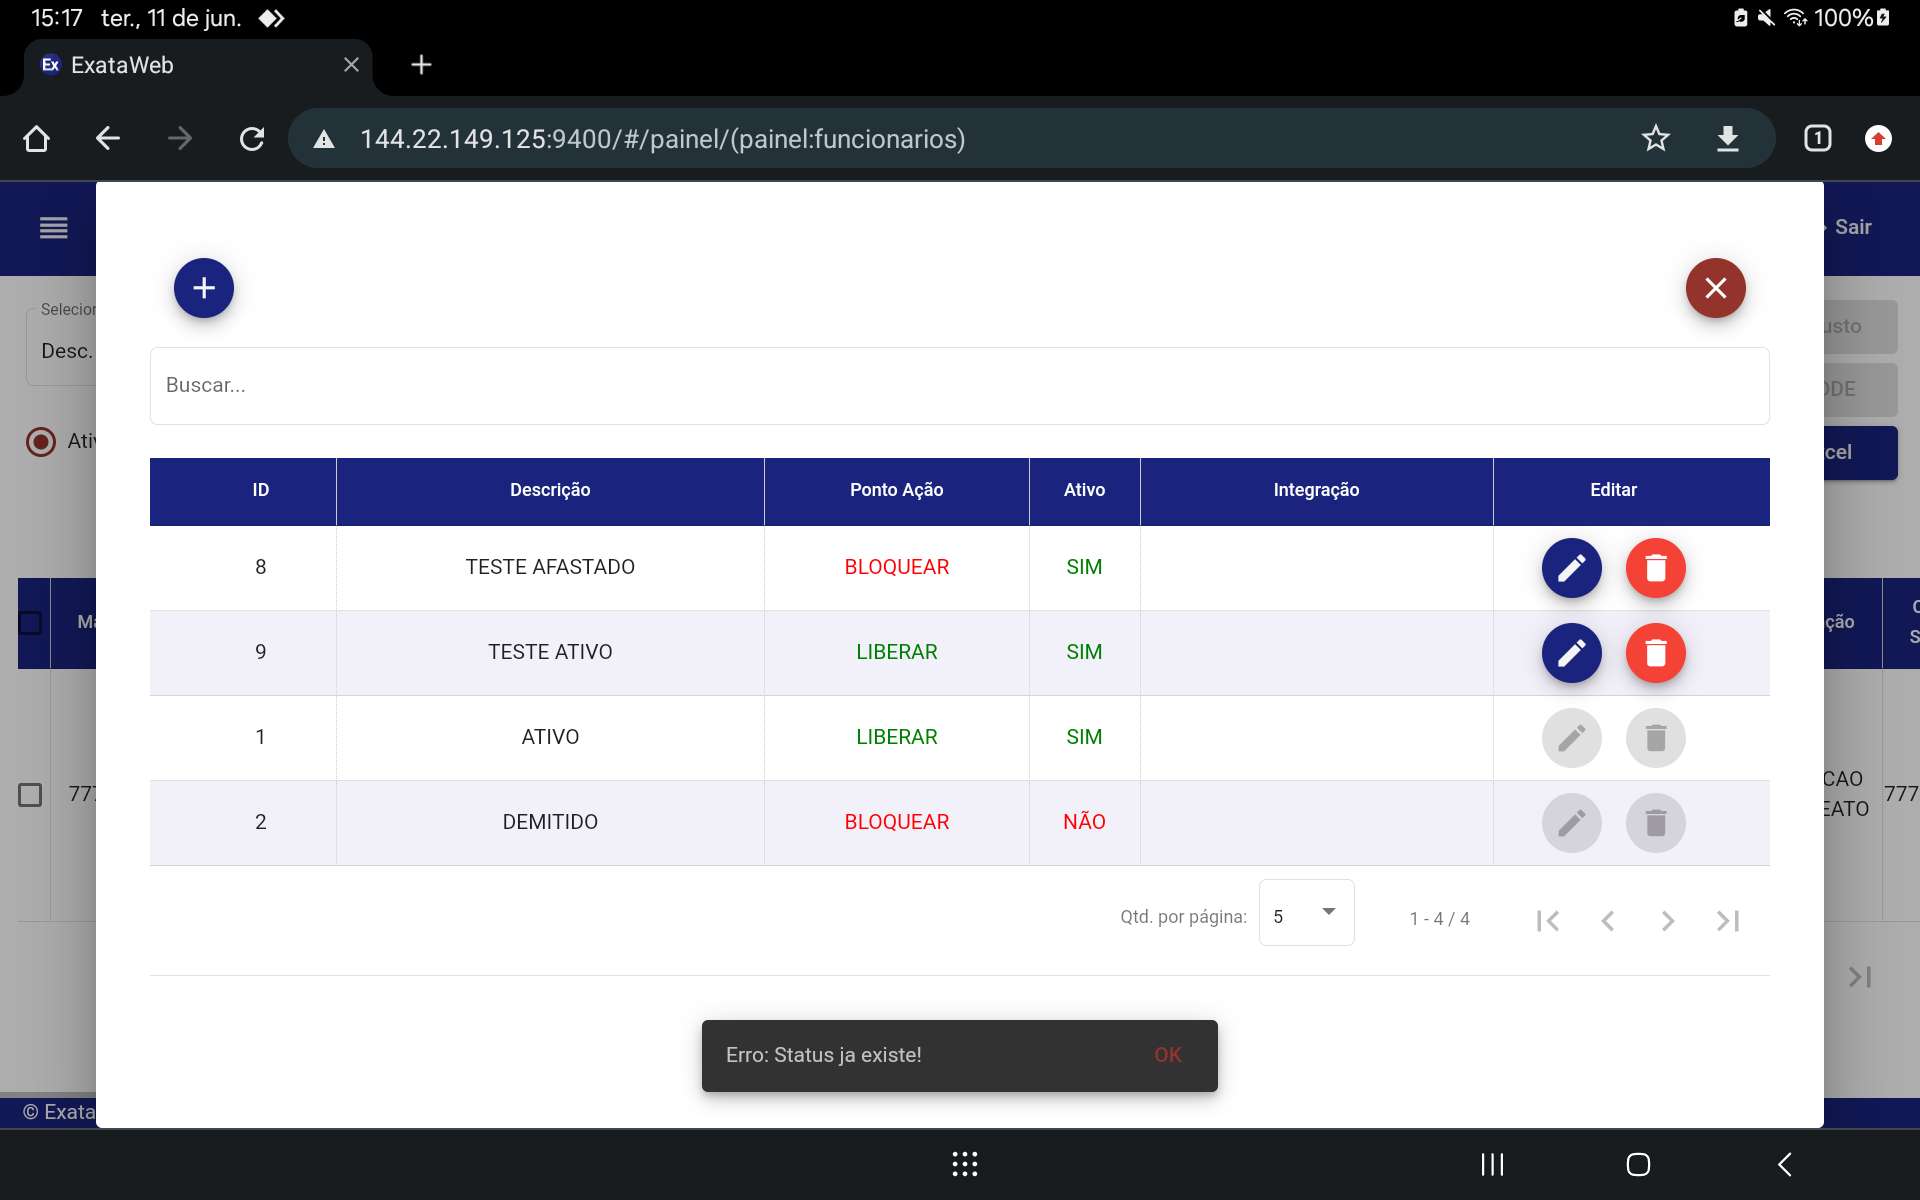 15:17 ter., 11 de jun.
100%
Ex ExataWeb
144.22.149.125:9400/#/painel/(painel:funcionarios)
1
Sair
Selecior
Desc.
usto
ODE
cel
Ativ
Buscar...
ID Descrição Ponto Ação Ativo Integração Editar
8 TESTE AFASTADO BLOQUEAR SIM
9 TESTE ATIVO LIBERAR SIM
1 ATIVO LIBERAR SIM
2 DEMITIDO BLOQUEAR NÃO
Ma
ção
777
CAO
EATO
777
Qtd. por página: 5 1 - 4 / 4
Erro: Status ja existe! OK
© Exata